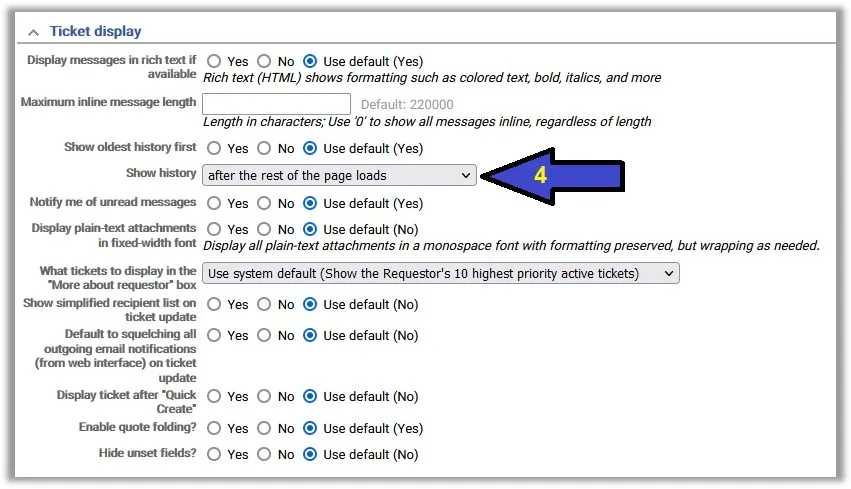 Ticket display
Display messages in rich text if
available
Yes No Use default (Yes)
Rich text (HTML) shows formatting such as colored text, bold, italics, and more
Maximum inline message length
Default: 220000
Length in characters; Use '0' to show all messages inline, regardless of length
Show oldest history first
Yes No Use default (Yes)
Show history
after the rest of the page loads
4
Notify me of unread messages
Yes No Use default (Yes)
Display plain-text attachments
in fixed-width font
Yes No Use default (No)
Display all plain-text attachments in a monospace font with formatting preserved, but wrapping as needed.
What tickets to display in the
"More about requestor" box
Use system default (Show the Requestor's 10 highest priority active tickets)
Show simplified recipient list on
ticket update
Yes No Use default (No)
Default to squelching all
outgoing email notifications
(from web interface) on ticket
update
Yes No Use default (No)
Display ticket after "Quick
Create"
Yes No Use default (No)
Enable quote folding?
Yes No Use default (Yes)
Hide unset fields?
Yes No Use default (No)